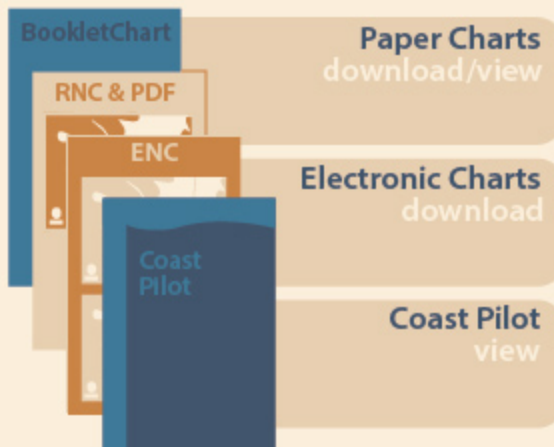 BookletChart
RNC & PDF
ENC
Coast
Pilot
Paper Charts
download/view
Electronic Charts
download
Coast Pilot
view